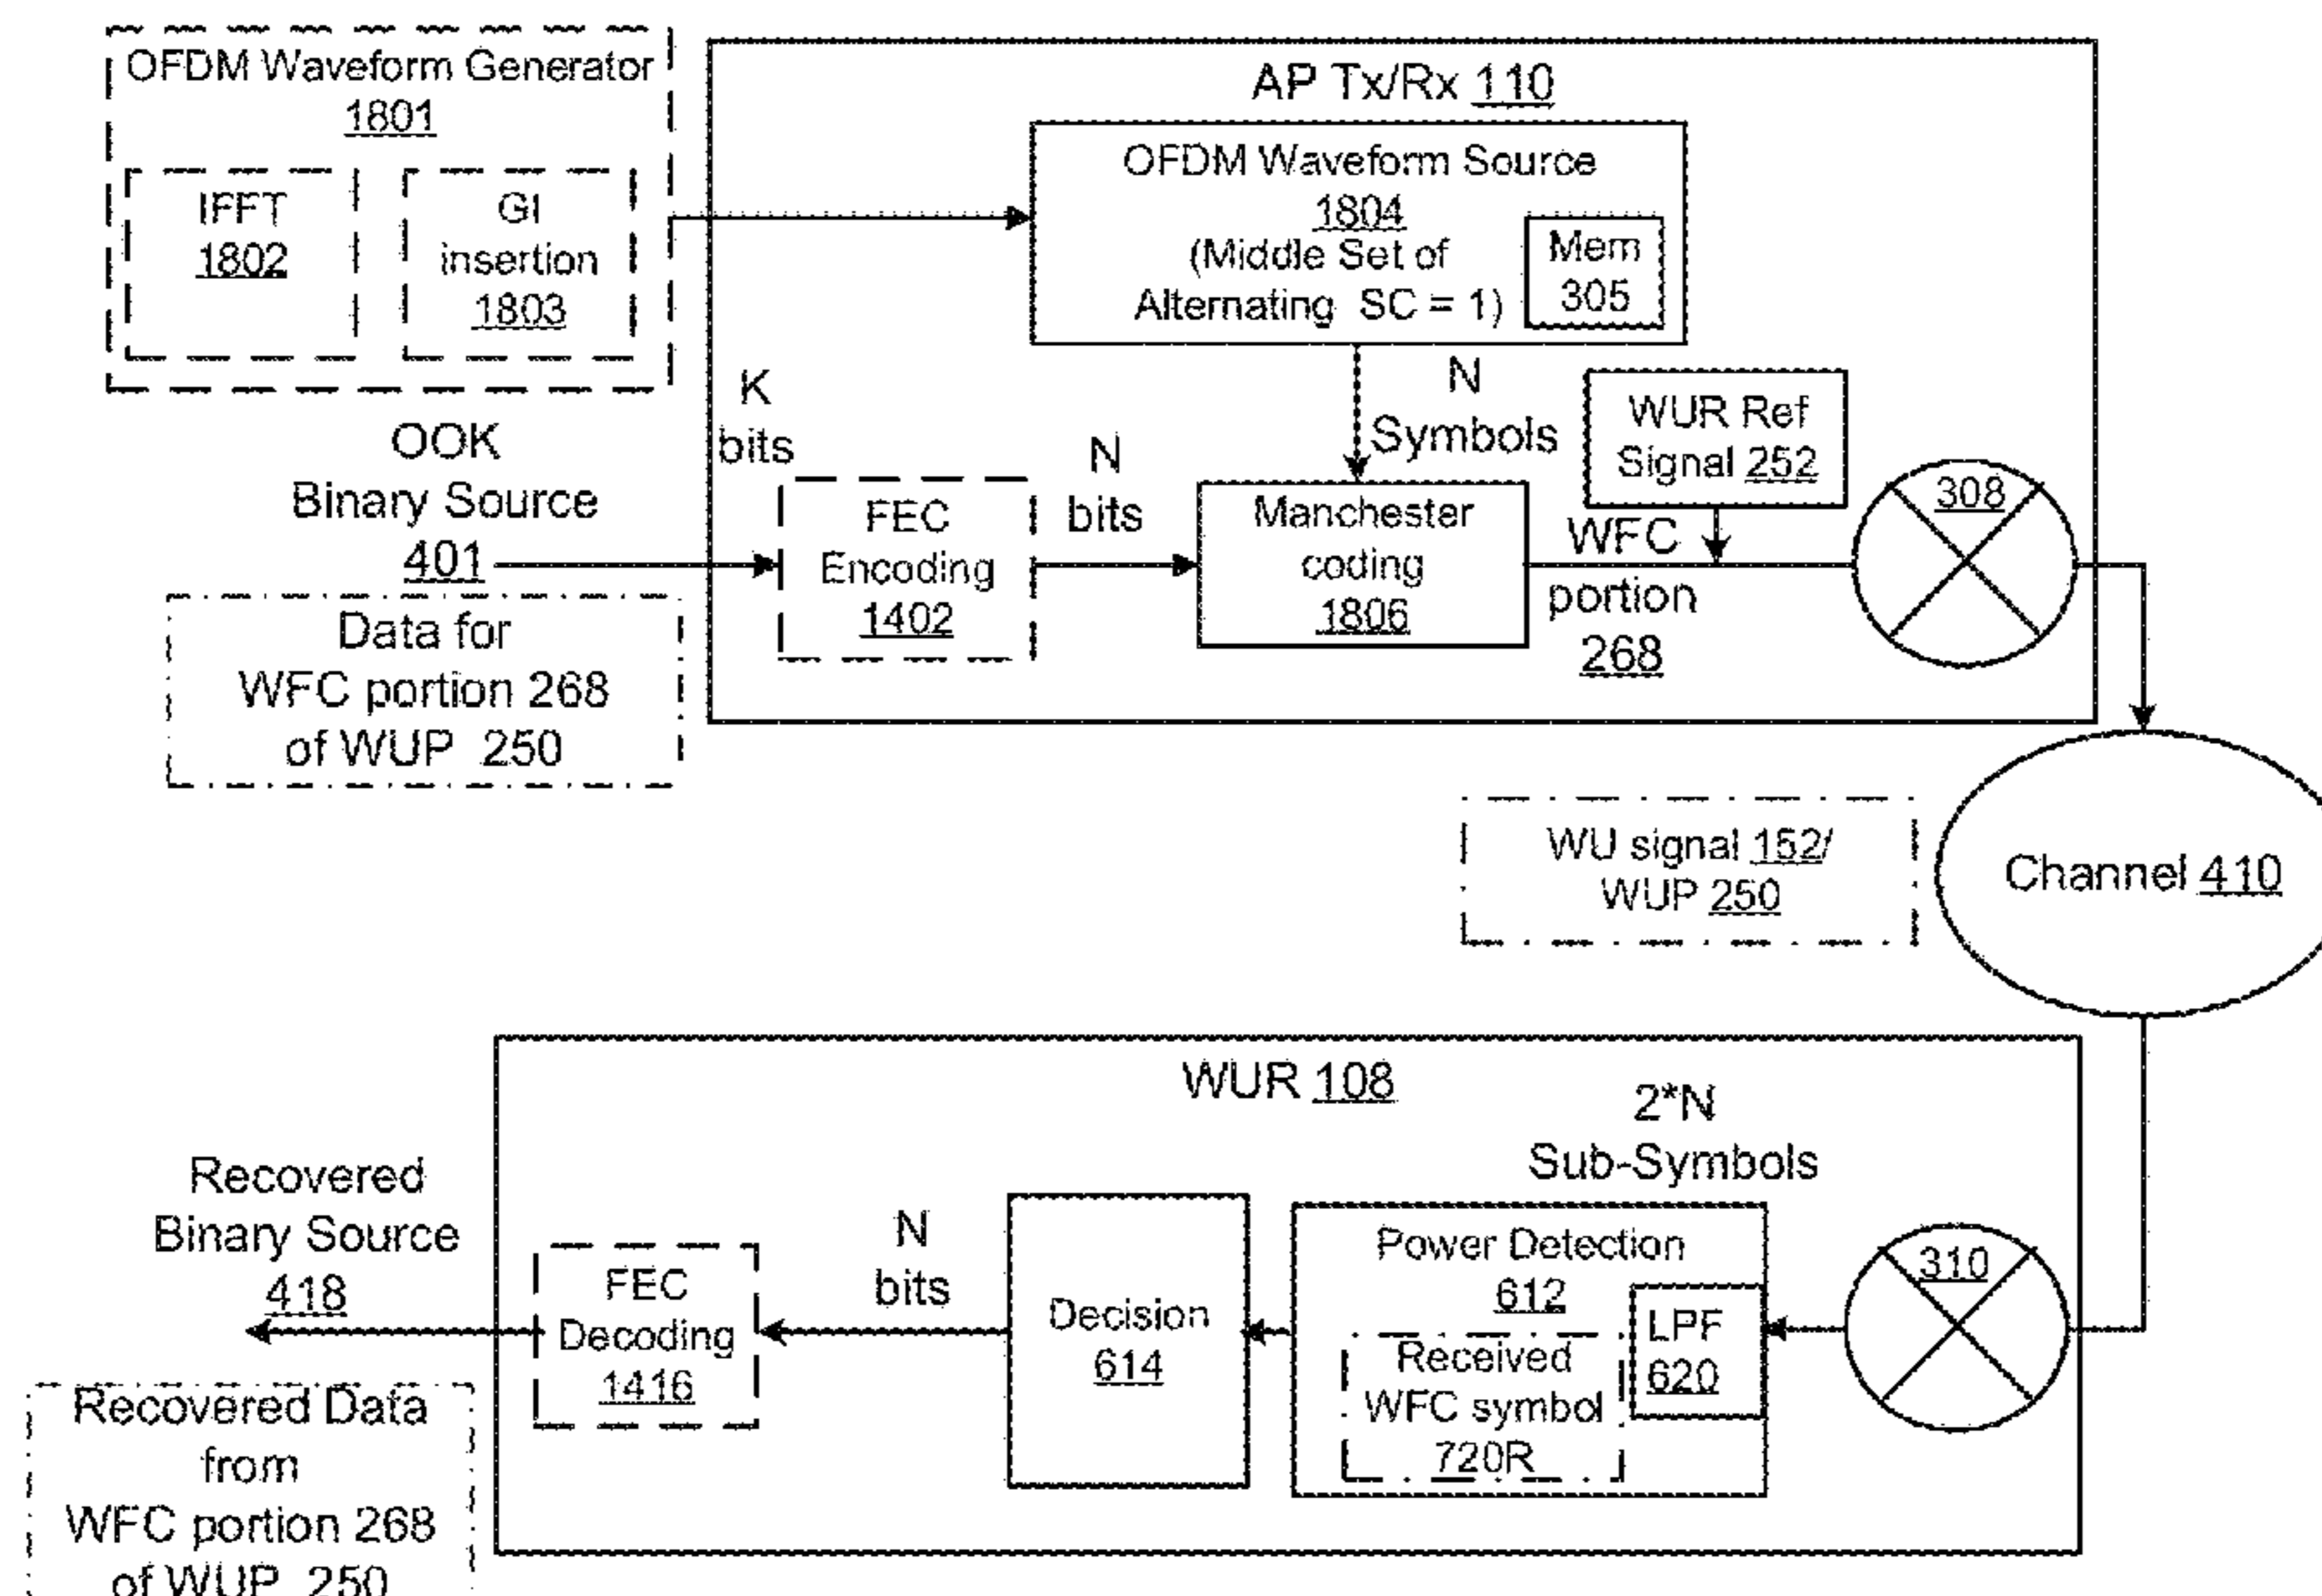 OFDM Waveform Generator
1801
IFFT
1802
GI
insertion
1803
AP Tx/Rx 110
OFDM Waveform Source
1804
(Middle Set of
Alternating SC = 1)
Mem
305
K
bits
N
Symbols
WUR Ref
Signal 252
OOK
Binary Source
401
FEC
Encoding
1402
N
bits
Manchester
coding
1806
WFC
portion
268
308
Data for
WFC portion 268
of WUP 250
WU signal 152/
WUP 250
Channel 410
WUR 108
2*N
Sub-Symbols
Recovered
Binary Source
418
FEC
Decoding
1416
N
bits
Decision
614
Power Detection
612
Received
WFC symbol
720R
LPF
620
310
Recovered Data
from
WFC portion 268
of WUP 250